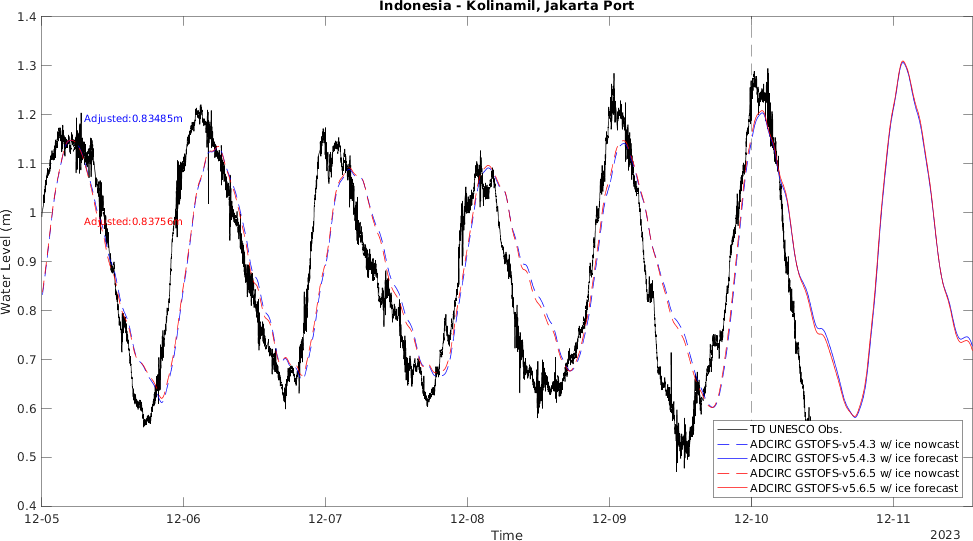 Indonesia - Kolinamil, Jakarta Port
1.4
1.3
1.2
1.1
1
0.9
0.8
0.7
0.6
0.5
0.4
Water Level (m)
Adjusted:0.83485m
Adjusted:0.83756m
TD UNESCO Obs.
ADCIRC GSTOFS-v5.4.3 w/ ice nowcast
ADCIRC GSTOFS-v5.4.3 w/ ice forecast
ADCIRC GSTOFS-v5.6.5 w/ ice nowcast
ADCIRC GSTOFS-v5.6.5 w/ ice forecast
12-05 12-06 12-07 12-08 12-09 12-10 12-11
Time
2023